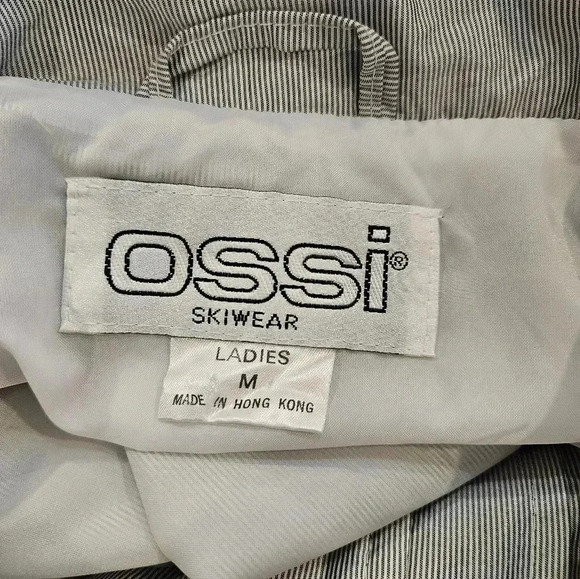 ossi®
SKIWEAR
LADIES
M
MADE IN HONG KONG